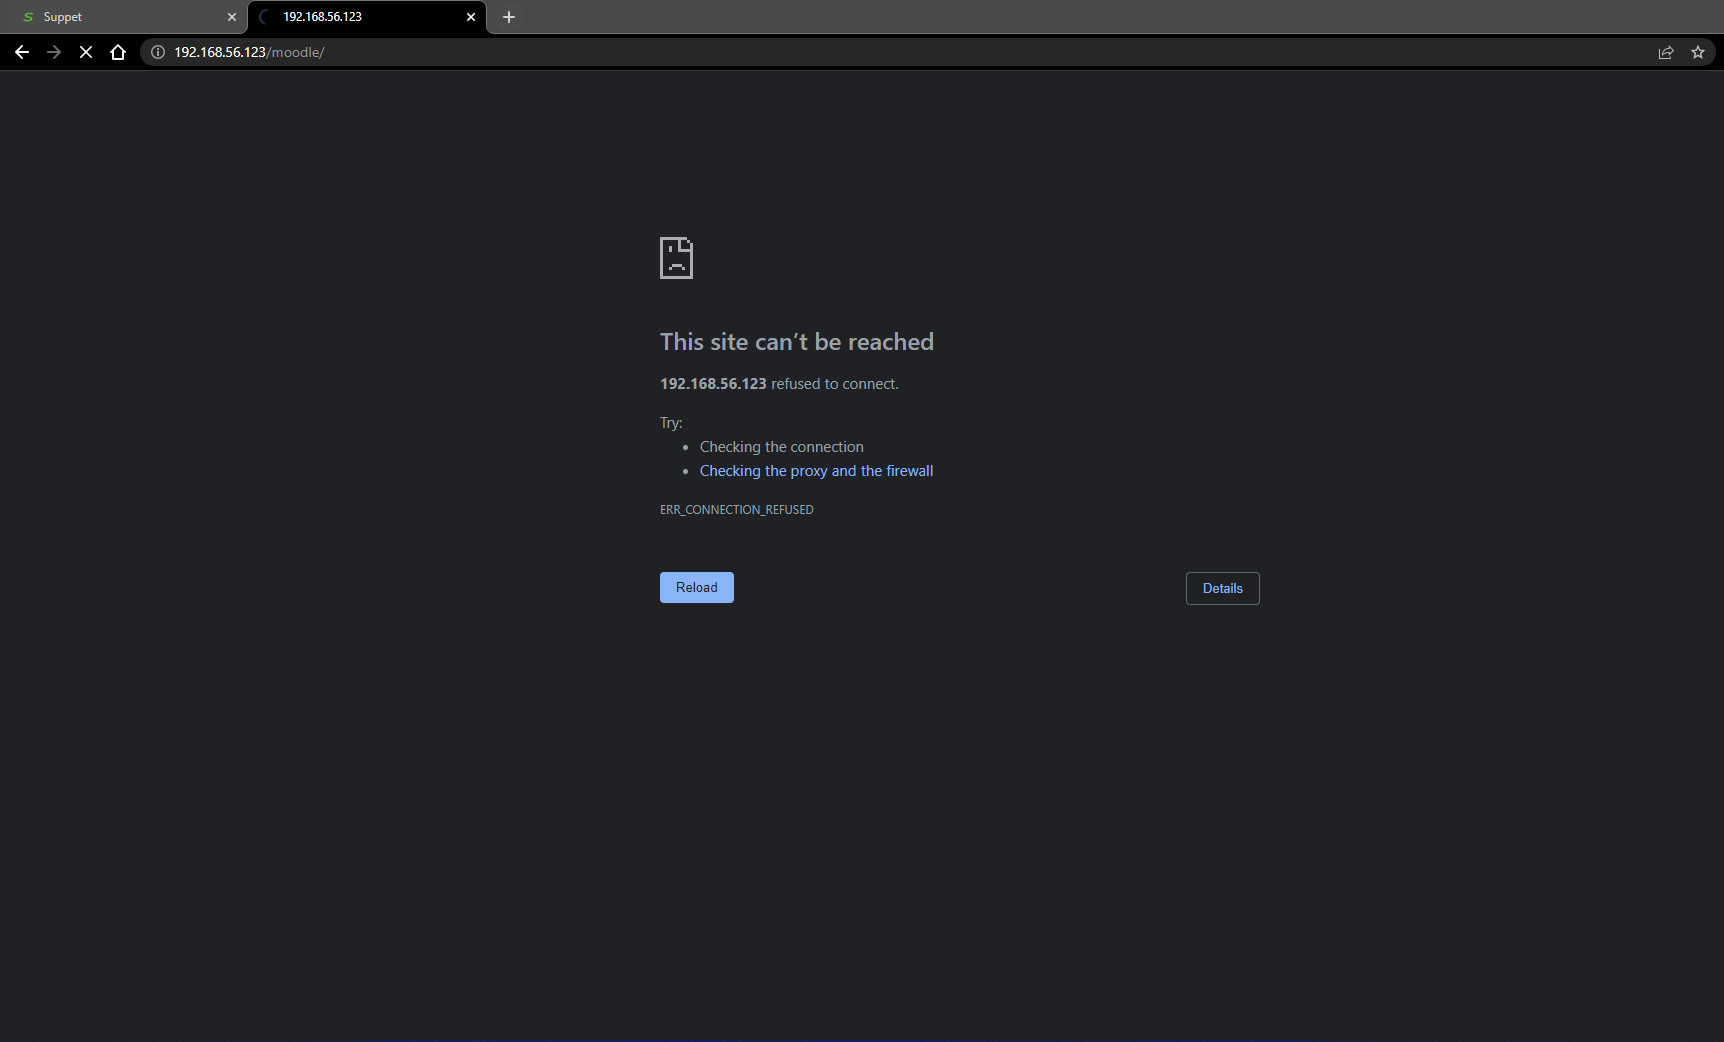 Suppet
192.168.56.123
192.168.56.123/moodle/
This site can’t be reached
192.168.56.123 refused to connect.
Try:
Checking the connection
Checking the proxy and the firewall
ERR_CONNECTION_REFUSED
Reload
Details